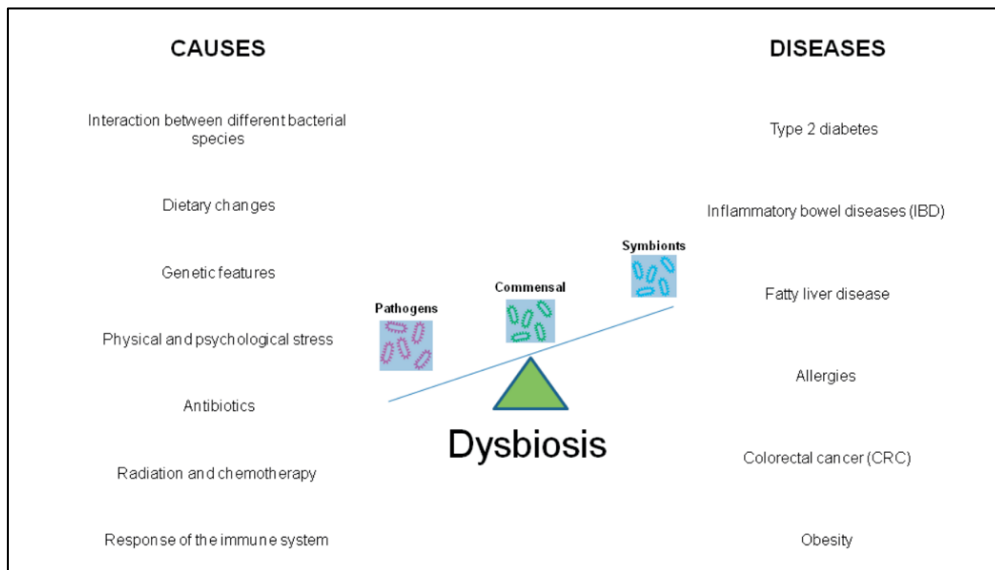 CAUSES
Interaction between different bacterial
species
Dietary changes
Genetic features
Physical and psychological stress
Antibiotics
Radiation and chemotherapy
Response of the immune system
Pathogens
Commensal
Symbionts
Dysbiosis
DISEASES
Type 2 diabetes
Inflammatory bowel diseases (IBD)
Fatty liver disease
Allergies
Colorectal cancer (CRC)
Obesity